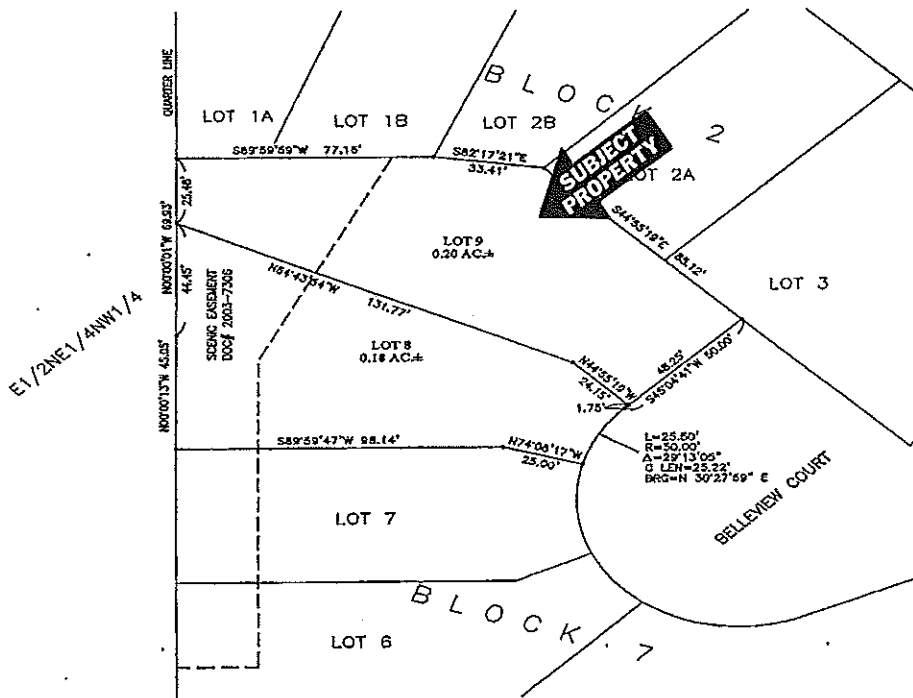 QUARTER LINE
BLOCK 2
LOT 1A
LOT 1B
LOT 2B
S89°59'59"W 77.15'
S82°17'21"E
33.41'
SUBJECT
PROPERTY
LOT 2A
25.48'
N00°00'01"W 69.93'
44.45'
LOT 9
0.20 AC.±
S44°55'19"E
85.12'
LOT 3
N64°43'54"W
131.77'
SCENIC EASEMENT
DOC# 2003-7306
E1/2NE1/4NW1/4
LOT 8
0.18 AC.±
N44°55'19"W
24.15'
1.75'
48.25'
S45°04'41"W 50.00'
N00°00'13"W 45.05'
S89°59'47"W 98.14'
N74°08'17"W
25.00'
L=25.50'
R=50.00'
Δ=29°13'05"
C LEN=25.22'
BRG=N 30°27'59" E
BELLEVIEW COURT
LOT 7
BLOCK 7
LOT 6